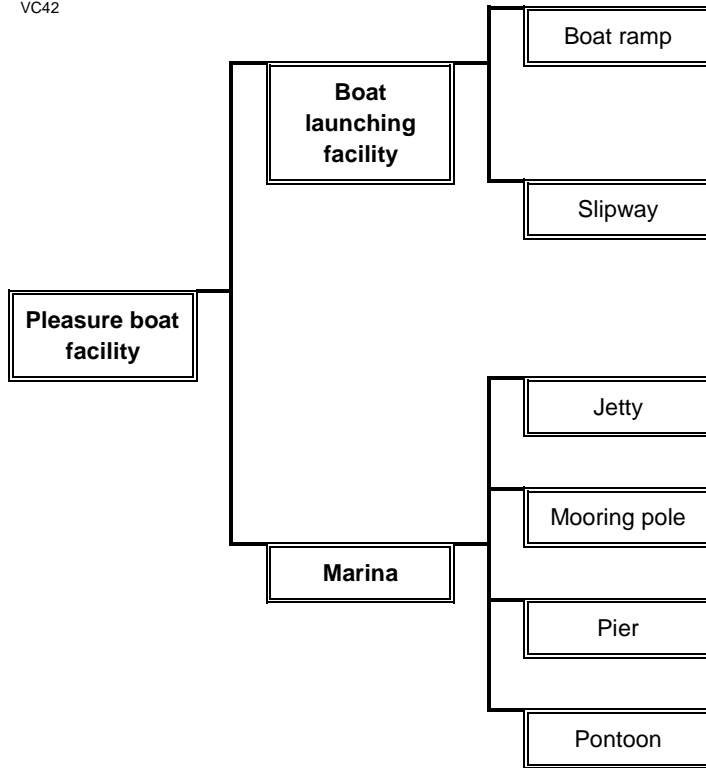 VC42
Boat ramp
Boat
launching
facility
Slipway
Pleasure boat
facility
Jetty
Mooring pole
Marina
Pier
Pontoon